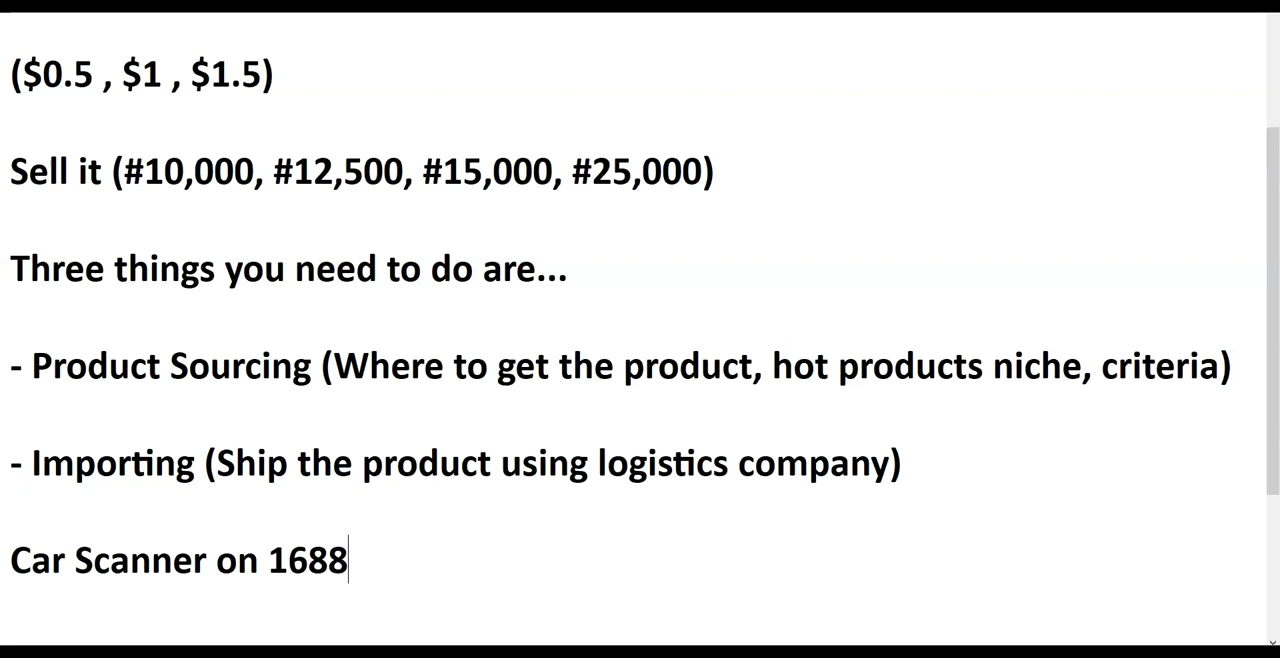 ($0.5 , $1 , $1.5)
Sell it (#10,000, #12,500, #15,000, #25,000)
Three things you need to do are...
- Product Sourcing (Where to get the product, hot products niche, criteria)
- Importing (Ship the product using logistics company)
Car Scanner on 1688